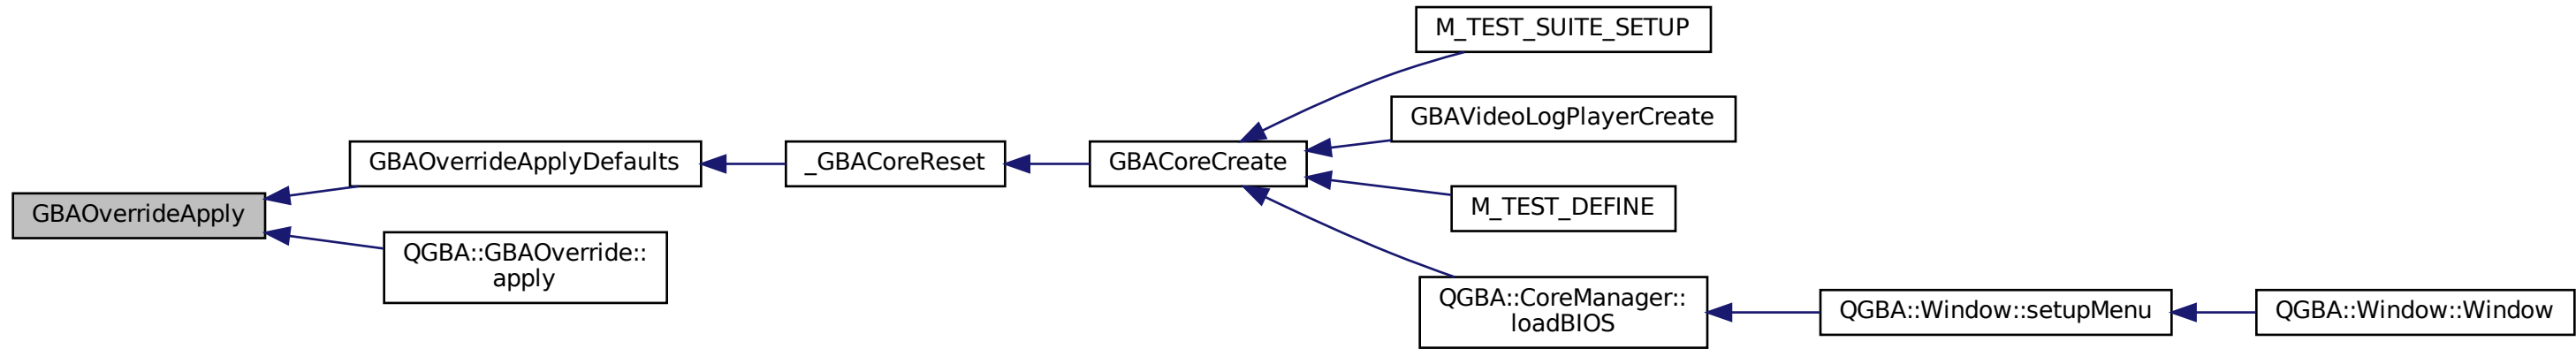 M_TEST_SUITE_SETUP
GBAVideoLogPlayerCreate
GBAOverrideApplyDefaults
_GBACoreReset
GBACoreCreate
GBAOverrideApply
M_TEST_DEFINE
QGBA::GBAOverride::
apply
QGBA::CoreManager::
loadBIOS
QGBA::Window::setupMenu
QGBA::Window::Window